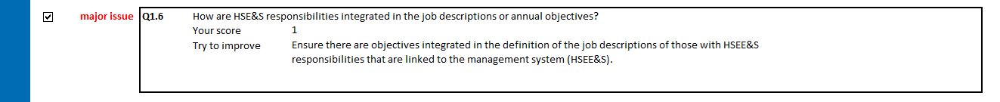 major issue Q1.6 How are HSE&S responsibilities integrated in the job descriptions or annual objectives?
Your score 1
Try to improve Ensure there are objectives integrated in the definition of the job descriptions of those with HSEE&S
responsibilities that are linked to the management system (HSEE&S).